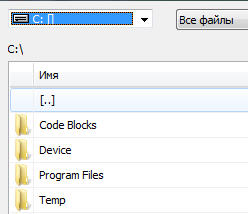 C: []
Все файлы
C:\
Имя
[..]
Code Blocks
Device
Program Files
Temp